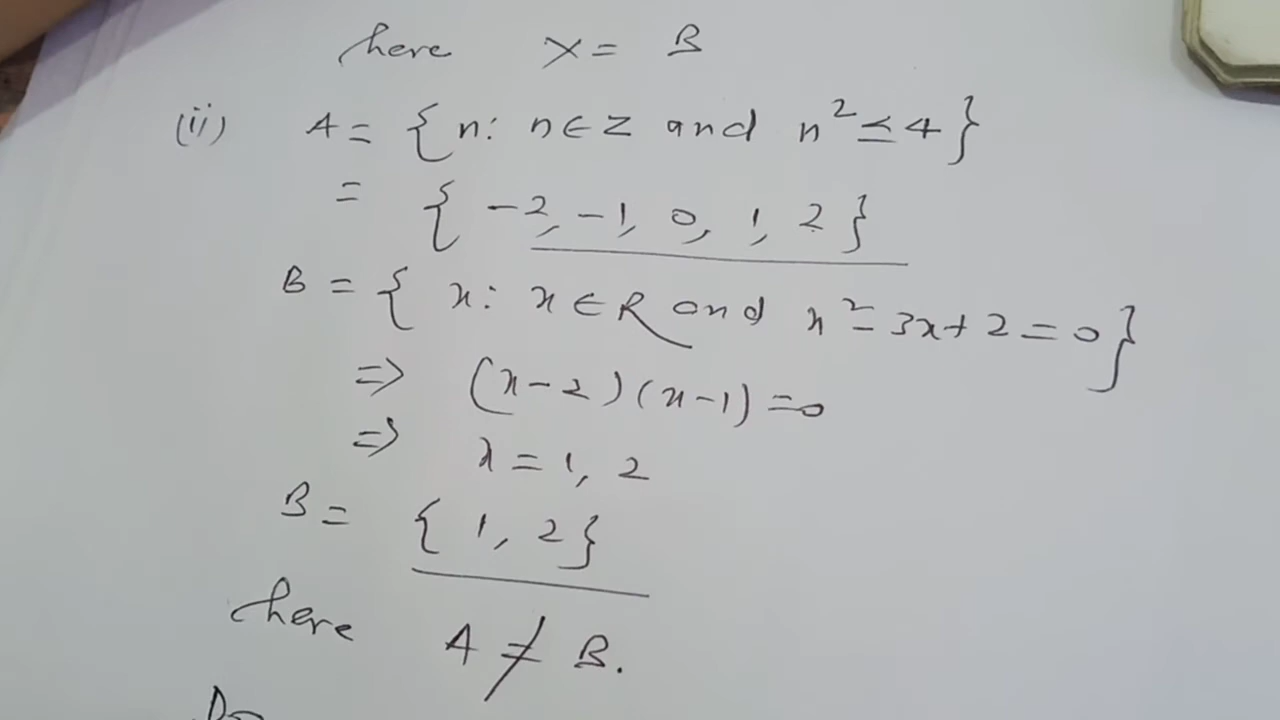 here X = B
(ii) A = {n: n∈Z and n² ≤ 4}
= {-2, -1, 0, 1, 2}
B = {x: x∈R and x² - 3x + 2 = 0}
=> (x-2)(x-1) = 0
=> x = 1, 2
B = {1, 2}
here A ≠ B.